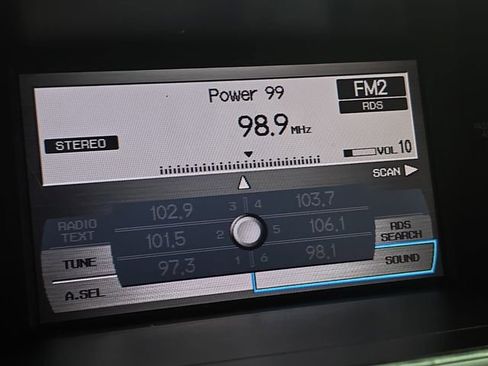 Power 99
FM2
RDS
98.9 MHz
STEREO
VOL 10
SCAN
RADIO TEXT
102.9 3 4 103.7
101.5 2 5 106.1
97.3 1 6 98.1
RDS SEARCH
TUNE
SOUND
A.SEL